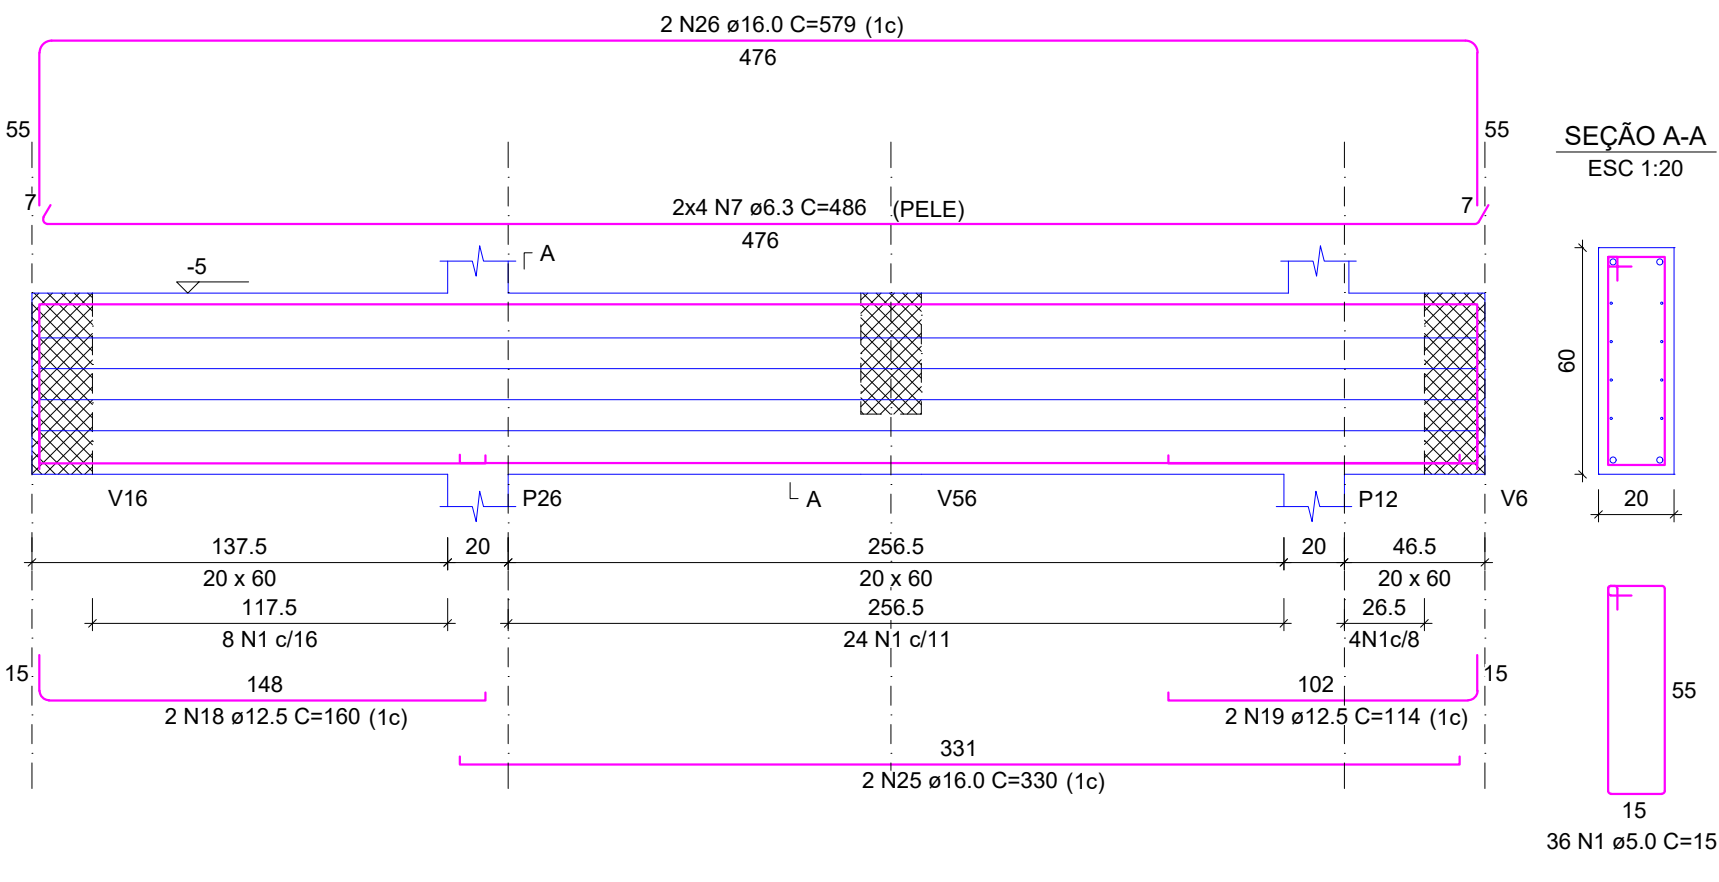 2 N26 ø16.0 C=579 (1c)
476
55
55
SEÇÃO A-A
ESC 1:20
7
2x4 N7 ø6.3 C=486 (PELE)
7
476
A
-5
60
V16
P26
A
V56
P12
V6
20
137.5
20
256.5
20
46.5
20 x 60
20 x 60
20 x 60
117.5
256.5
26.5
8 N1 c/16
24 N1 c/11
4N1c/8
15
148
102
15
55
2 N18 ø12.5 C=160 (1c)
2 N19 ø12.5 C=114 (1c)
331
2 N25 ø16.0 C=330 (1c)
15
36 N1 ø5.0 C=15